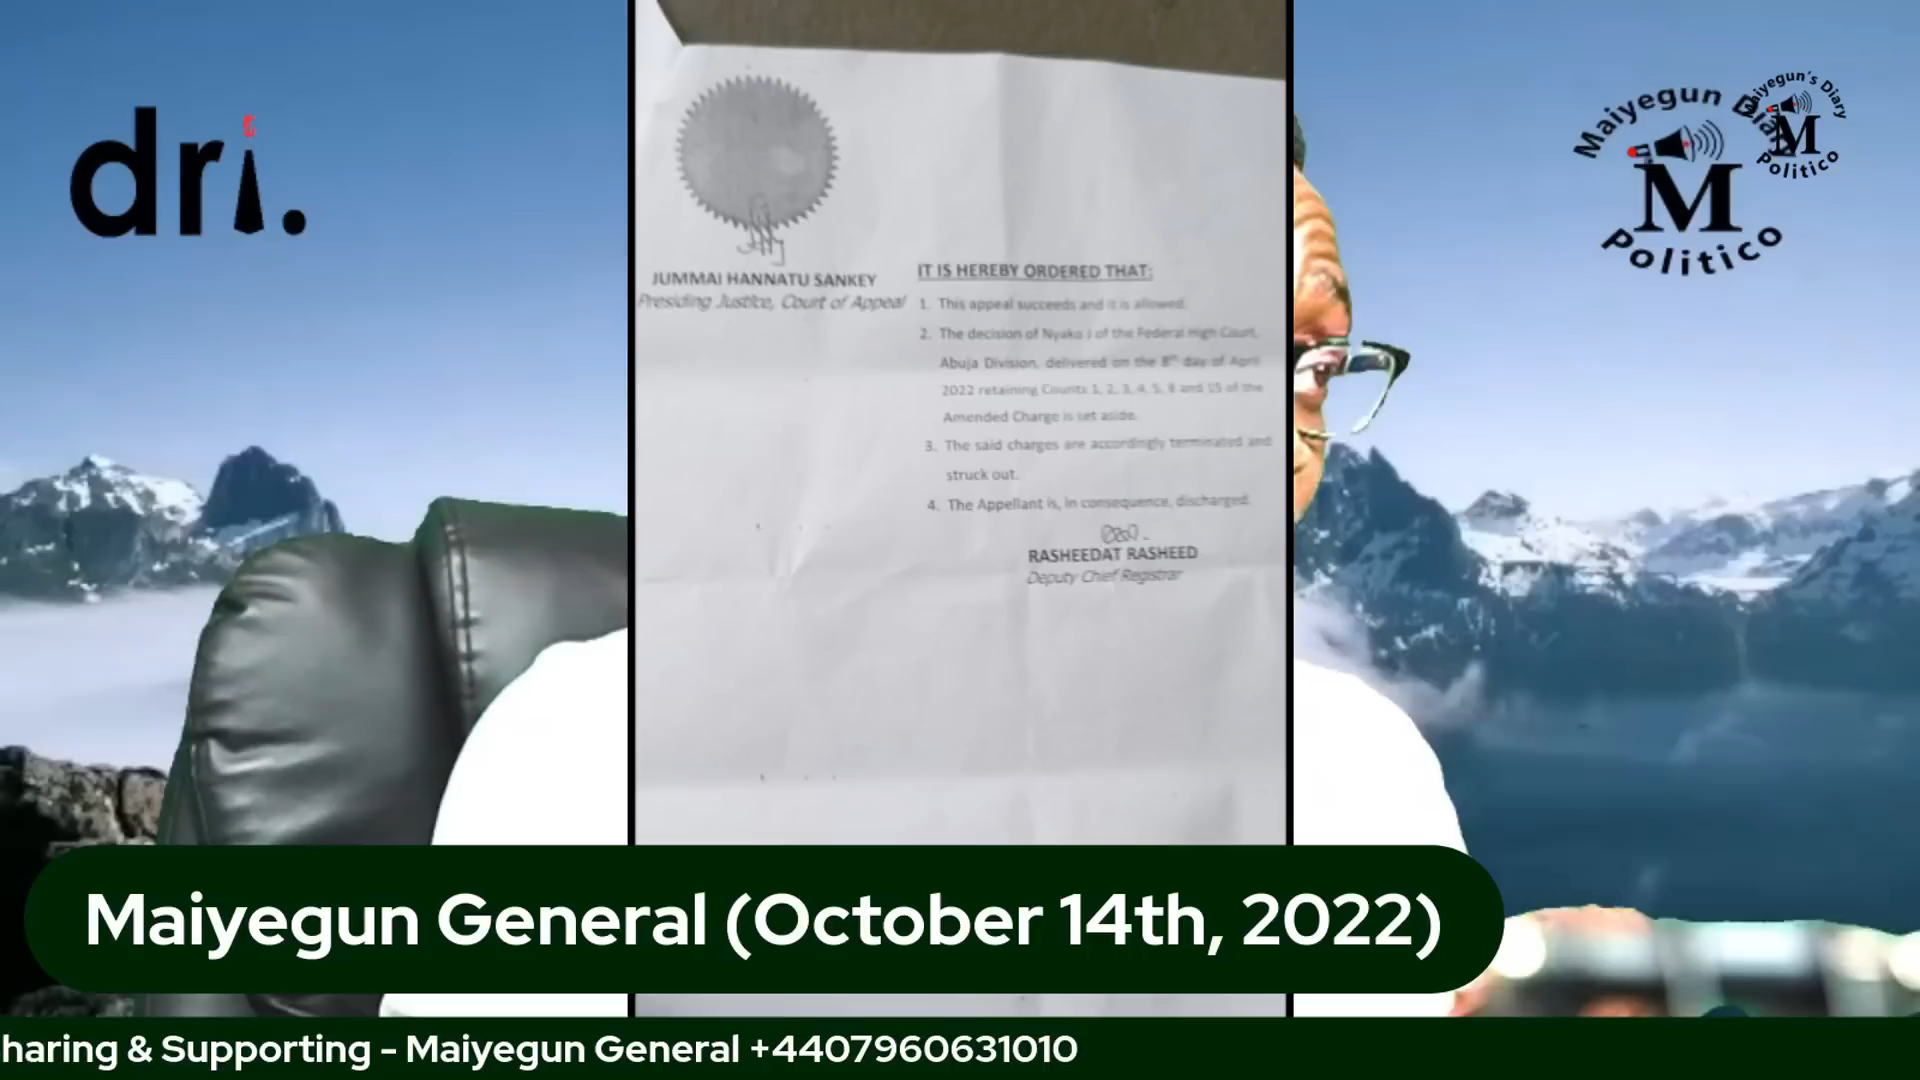 dri.
Maiyegun Diary
M
Politico
Maiyegun's Diary
M
Politico
JUMMAI HANNATU SANKEY
Presiding Justice, Court of Appeal
IT IS HEREBY ORDERED THAT:
1. This appeal succeeds and it is allowed.
2. The decision of Nyako J of the Federal High Court,
Abuja Division, delivered on the 8th day of April
2022 retaining Counts 1, 2, 3, 4, 5, 8 and 15 of the
Amended Charge is set aside.
3. The said charges are accordingly terminated and
struck out.
4. The Appellant is, in consequence, discharged.
RASHEEDAT RASHEED
Deputy Chief Registrar
Maiyegun General (October 14th, 2022)
haring & Supporting - Maiyegun General +4407960631010